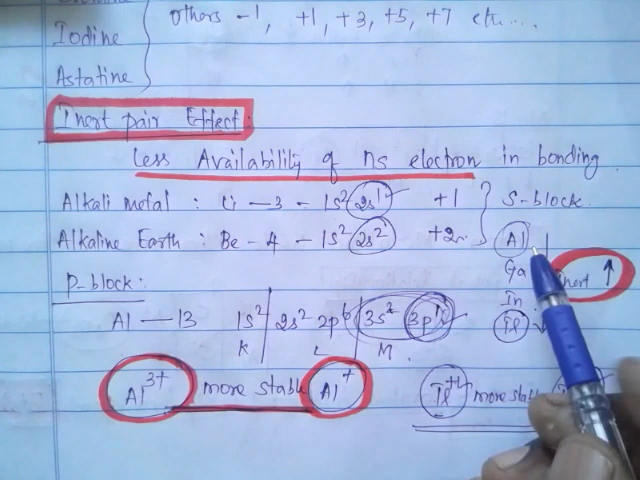 Others -1, +1, +3, +5, +7 etc....
Iodine
Astatine
Inert pair Effect.
Less Availability of ns electron in bonding.
Alkali Metal : Li — 3 - 1s² 2s¹ +1 } S-block.
Alkaline Earth : Be - 4 - 1s² 2s² +2
Al
Ga
In
Tl
Inert ↑
P-block :
Al — 13 1s² | 2s² 2p⁶ | 3s² 3p¹
K L M
Al³⁺ more stable Al⁺
Tl⁺¹ more stable